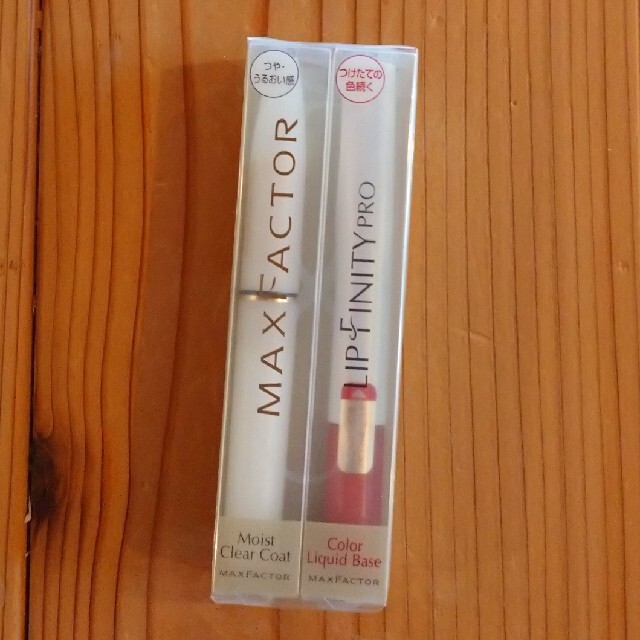 つや・
うるおい感
MAXFACTOR
Moist
Clear Coat
MAXFACTOR
つけたての
色続く
LIPFINITY PRO
Color
Liquid Base
MAXFACTOR